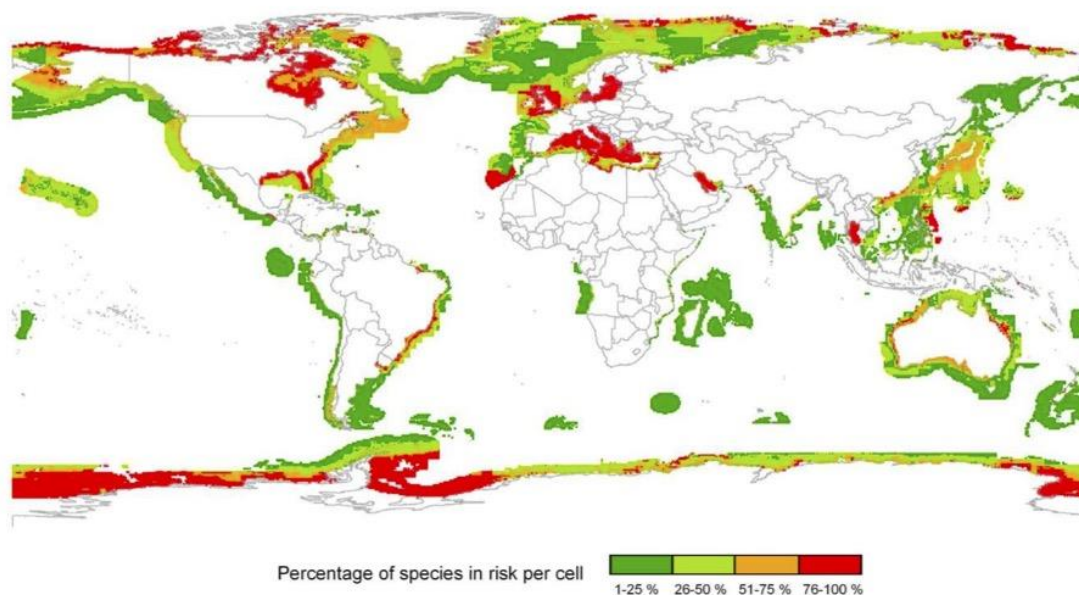 Percentage of species in risk per cell
1-25 % 26-50 % 51-75 % 76-100 %